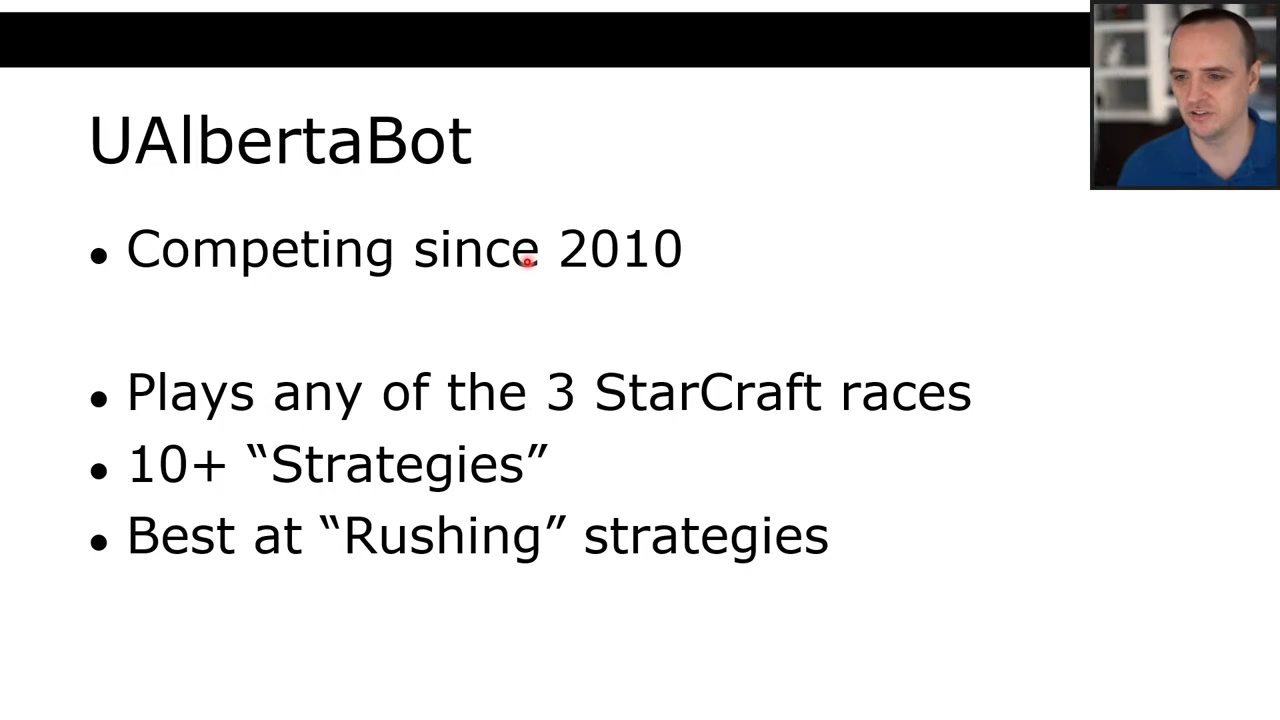 UAlbertaBot
• Competing since 2010
• Plays any of the 3 StarCraft races
• 10+ “Strategies”
• Best at “Rushing” strategies